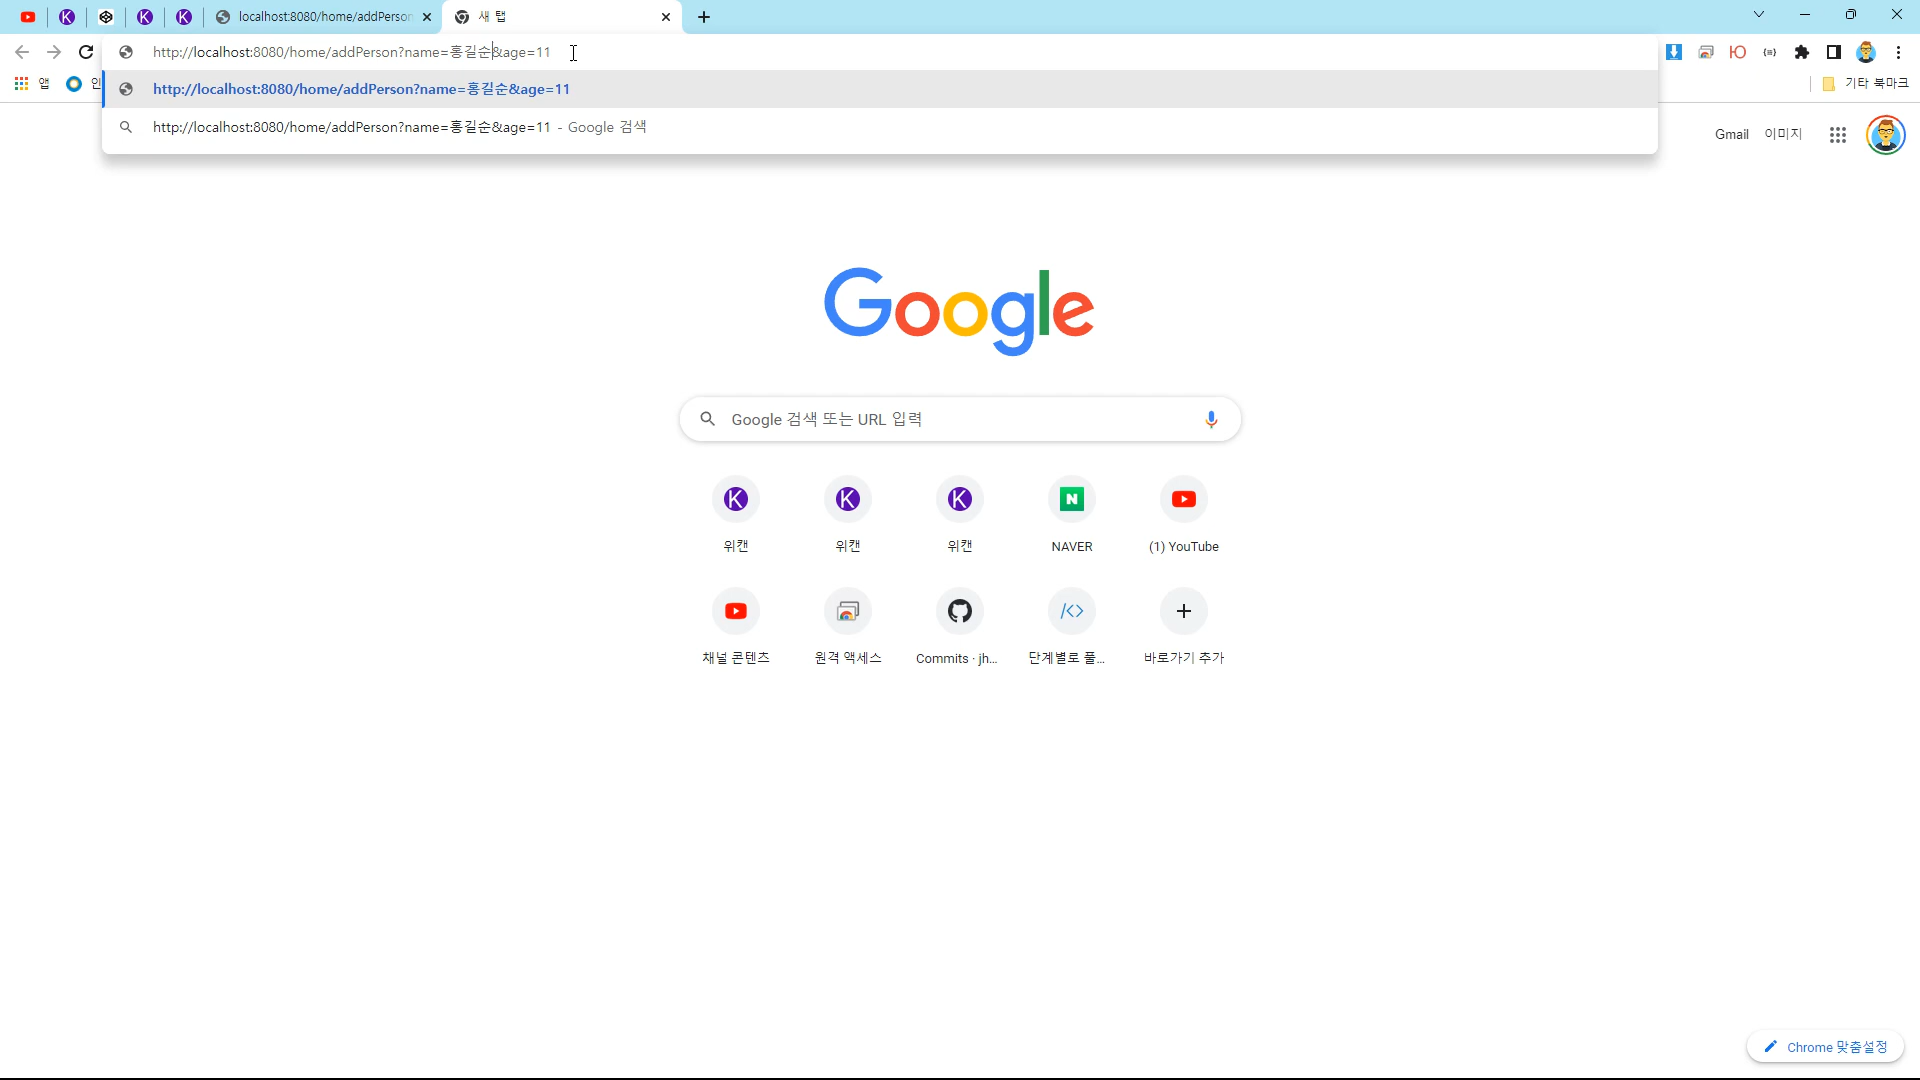 localhost:8080/home/addPerson
새 탭
http://localhost:8080/home/addPerson?name=홍길순&age=11
앱
인
http://localhost:8080/home/addPerson?name=홍길순&age=11
기타 북마크
http://localhost:8080/home/addPerson?name=홍길순&age=11 - Google 검색
Gmail 이미지
Google
Google 검색 또는 URL 입력
위캔 위캔 위캔 NAVER (1) YouTube
채널 콘텐츠 원격 액세스 Commits · jh... 단계별로 풀... 바로가기 추가
Chrome 맞춤설정